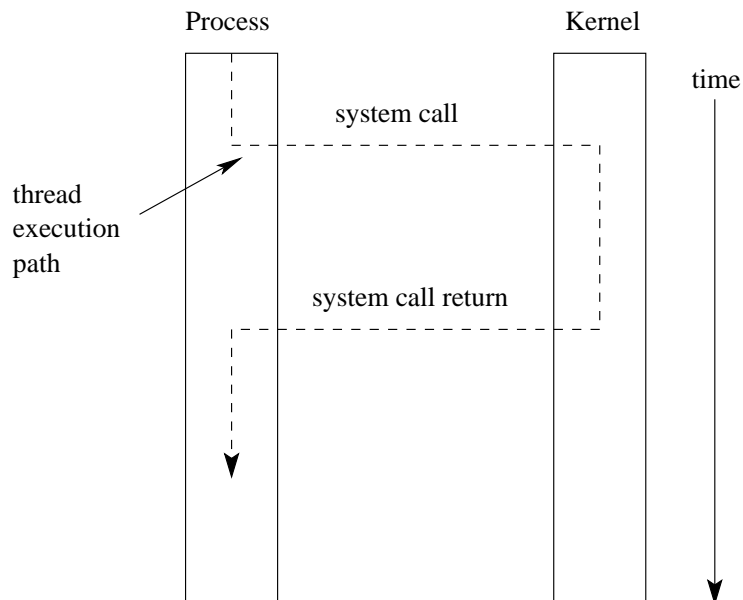 Process
Kernel
time
system call
thread
execution
path
system call return